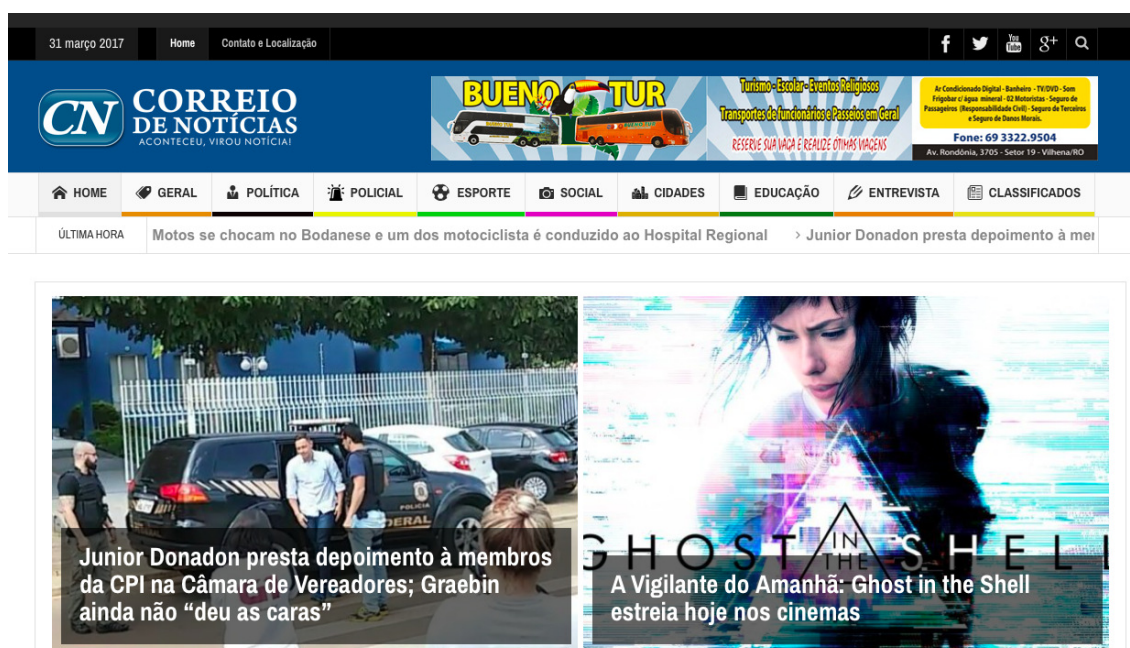 31 março 2017
Home
Contato e Localização
f
You
Tube
g+
CN
CORREIO
DE NOTÍCIAS
ACONTECEU, VIROU NOTÍCIA!
BUENO TUR
Turismo - Escolar - Eventos Religiosos
Transportes de funcionários e Passeios em Geral
RESERVE SUA VAGA E REALIZE ÓTIMAS VIAGENS
Ar Condicionado Digital - Banheiro - TV/DVD - Som
Frigobar c/ água mineral - 02 Motoristas - Seguro de
Passageiros (Responsabilidade Civil) - Seguro de Terceiros
e Seguro de Danos Morais.
Fone: 69 3322.9504
Av. Rondônia, 3705 - Setor 19 - Vilhena/RO
HOME
GERAL
POLÍTICA
POLICIAL
ESPORTE
SOCIAL
CIDADES
EDUCAÇÃO
ENTREVISTA
CLASSIFICADOS
ÚLTIMA HORA
Motos se chocam no Bodanese e um dos motociclista é conduzido ao Hospital Regional
> Junior Donadon presta depoimento à mer
POLICIA
DERAL
Junior Donadon presta depoimento à membros
da CPI na Câmara de Vereadores; Graebin
ainda não “deu as caras”
GHOST IN THE SHELL
A Vigilante do Amanhã: Ghost in the Shell
estreia hoje nos cinemas